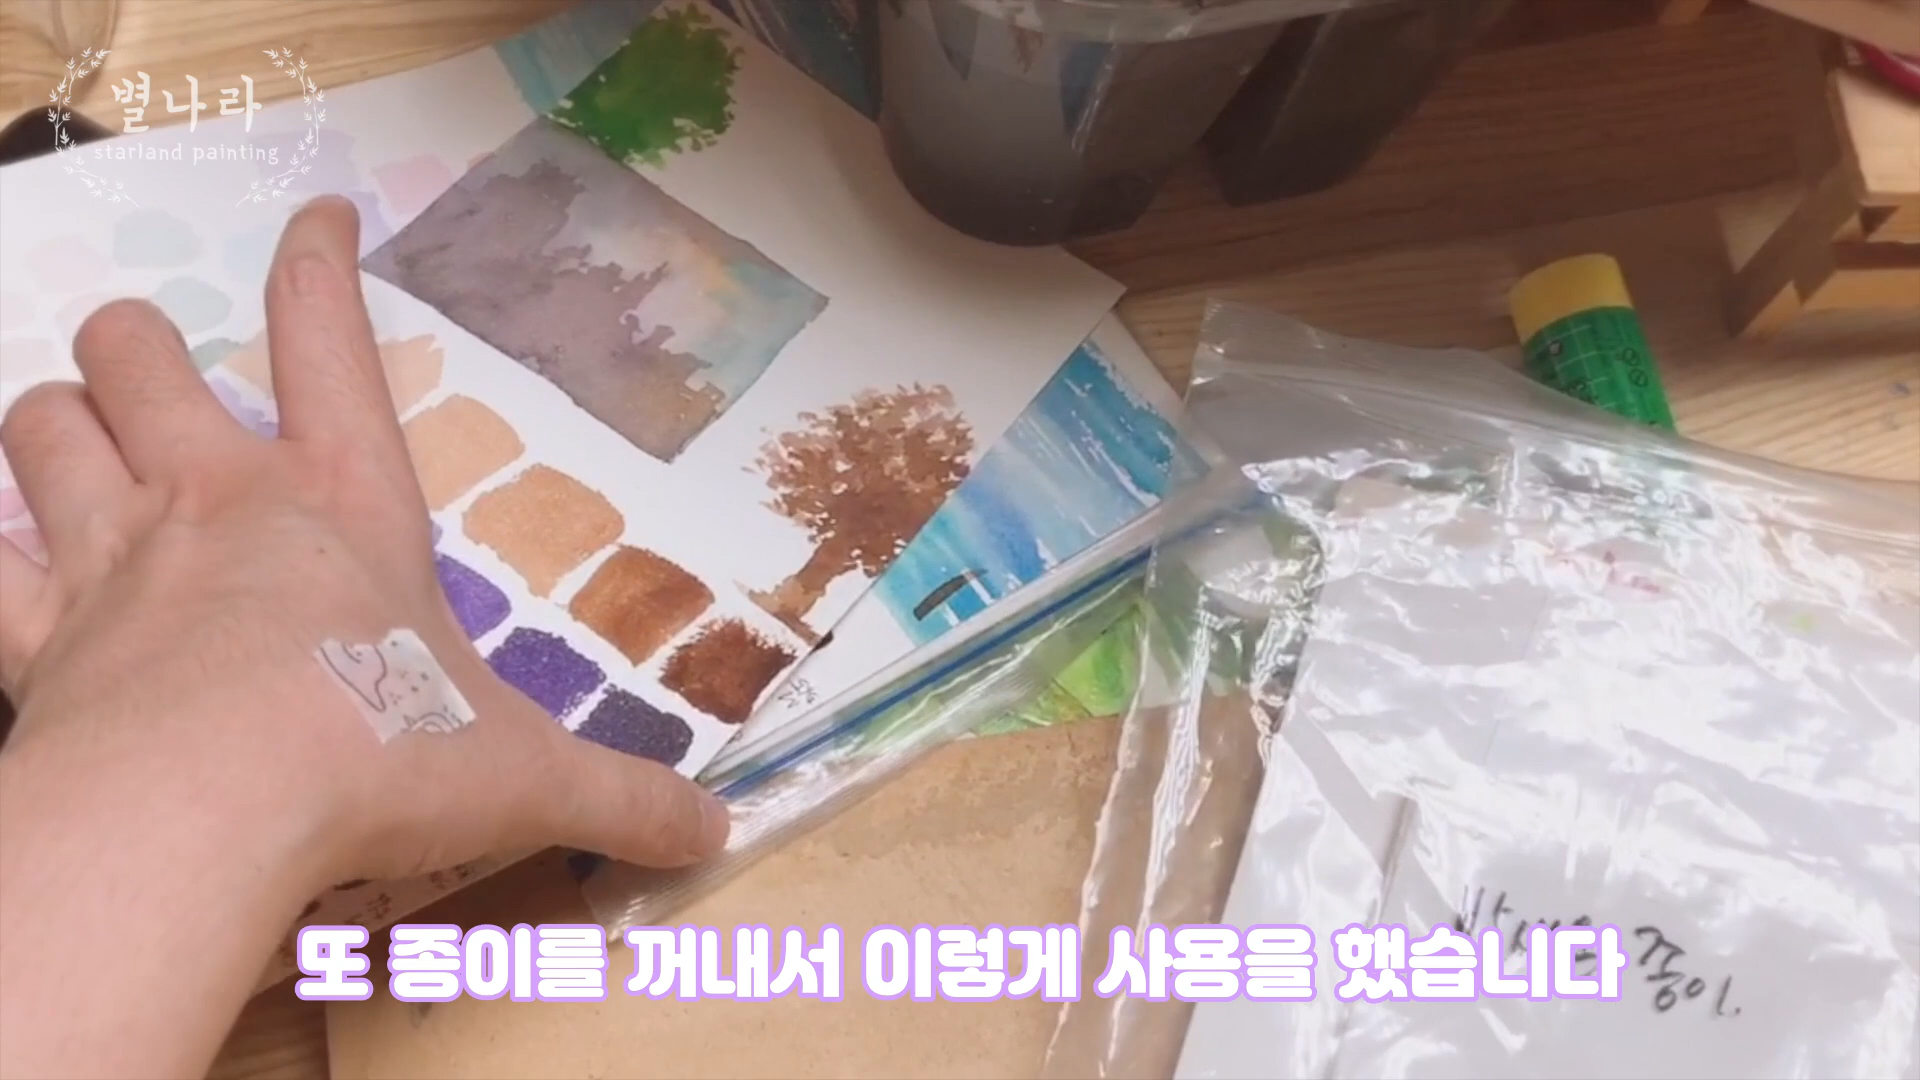 별나라
starland painting
또 종이를 꺼내서 이렇게 사용을 했습니다
종이.